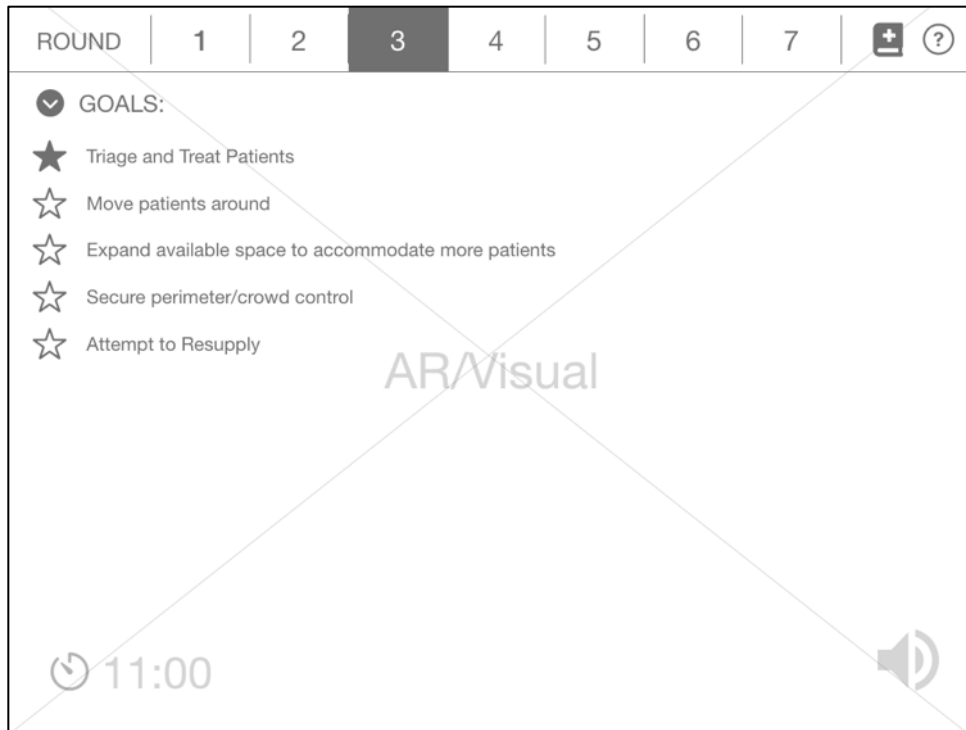 ROUND 1 2 3 4 5 6 7 ?
GOALS:
Triage and Treat Patients
Move patients around
Expand available space to accommodate more patients
Secure perimeter/crowd control
Attempt to Resupply
AR/Visual
11:00